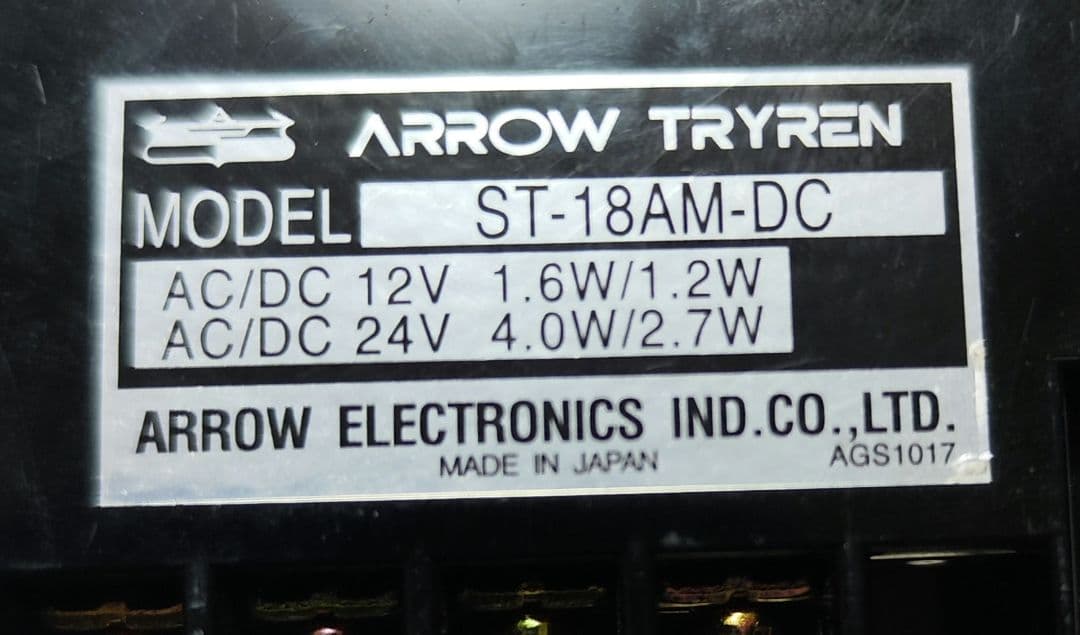 ARROW TRYREN
MODEL ST-18AM-DC
AC/DC 12V 1.6W/1.2W
AC/DC 24V 4.0W/2.7W
ARROW ELECTRONICS IND.CO.,LTD.
MADE IN JAPAN AGS1017